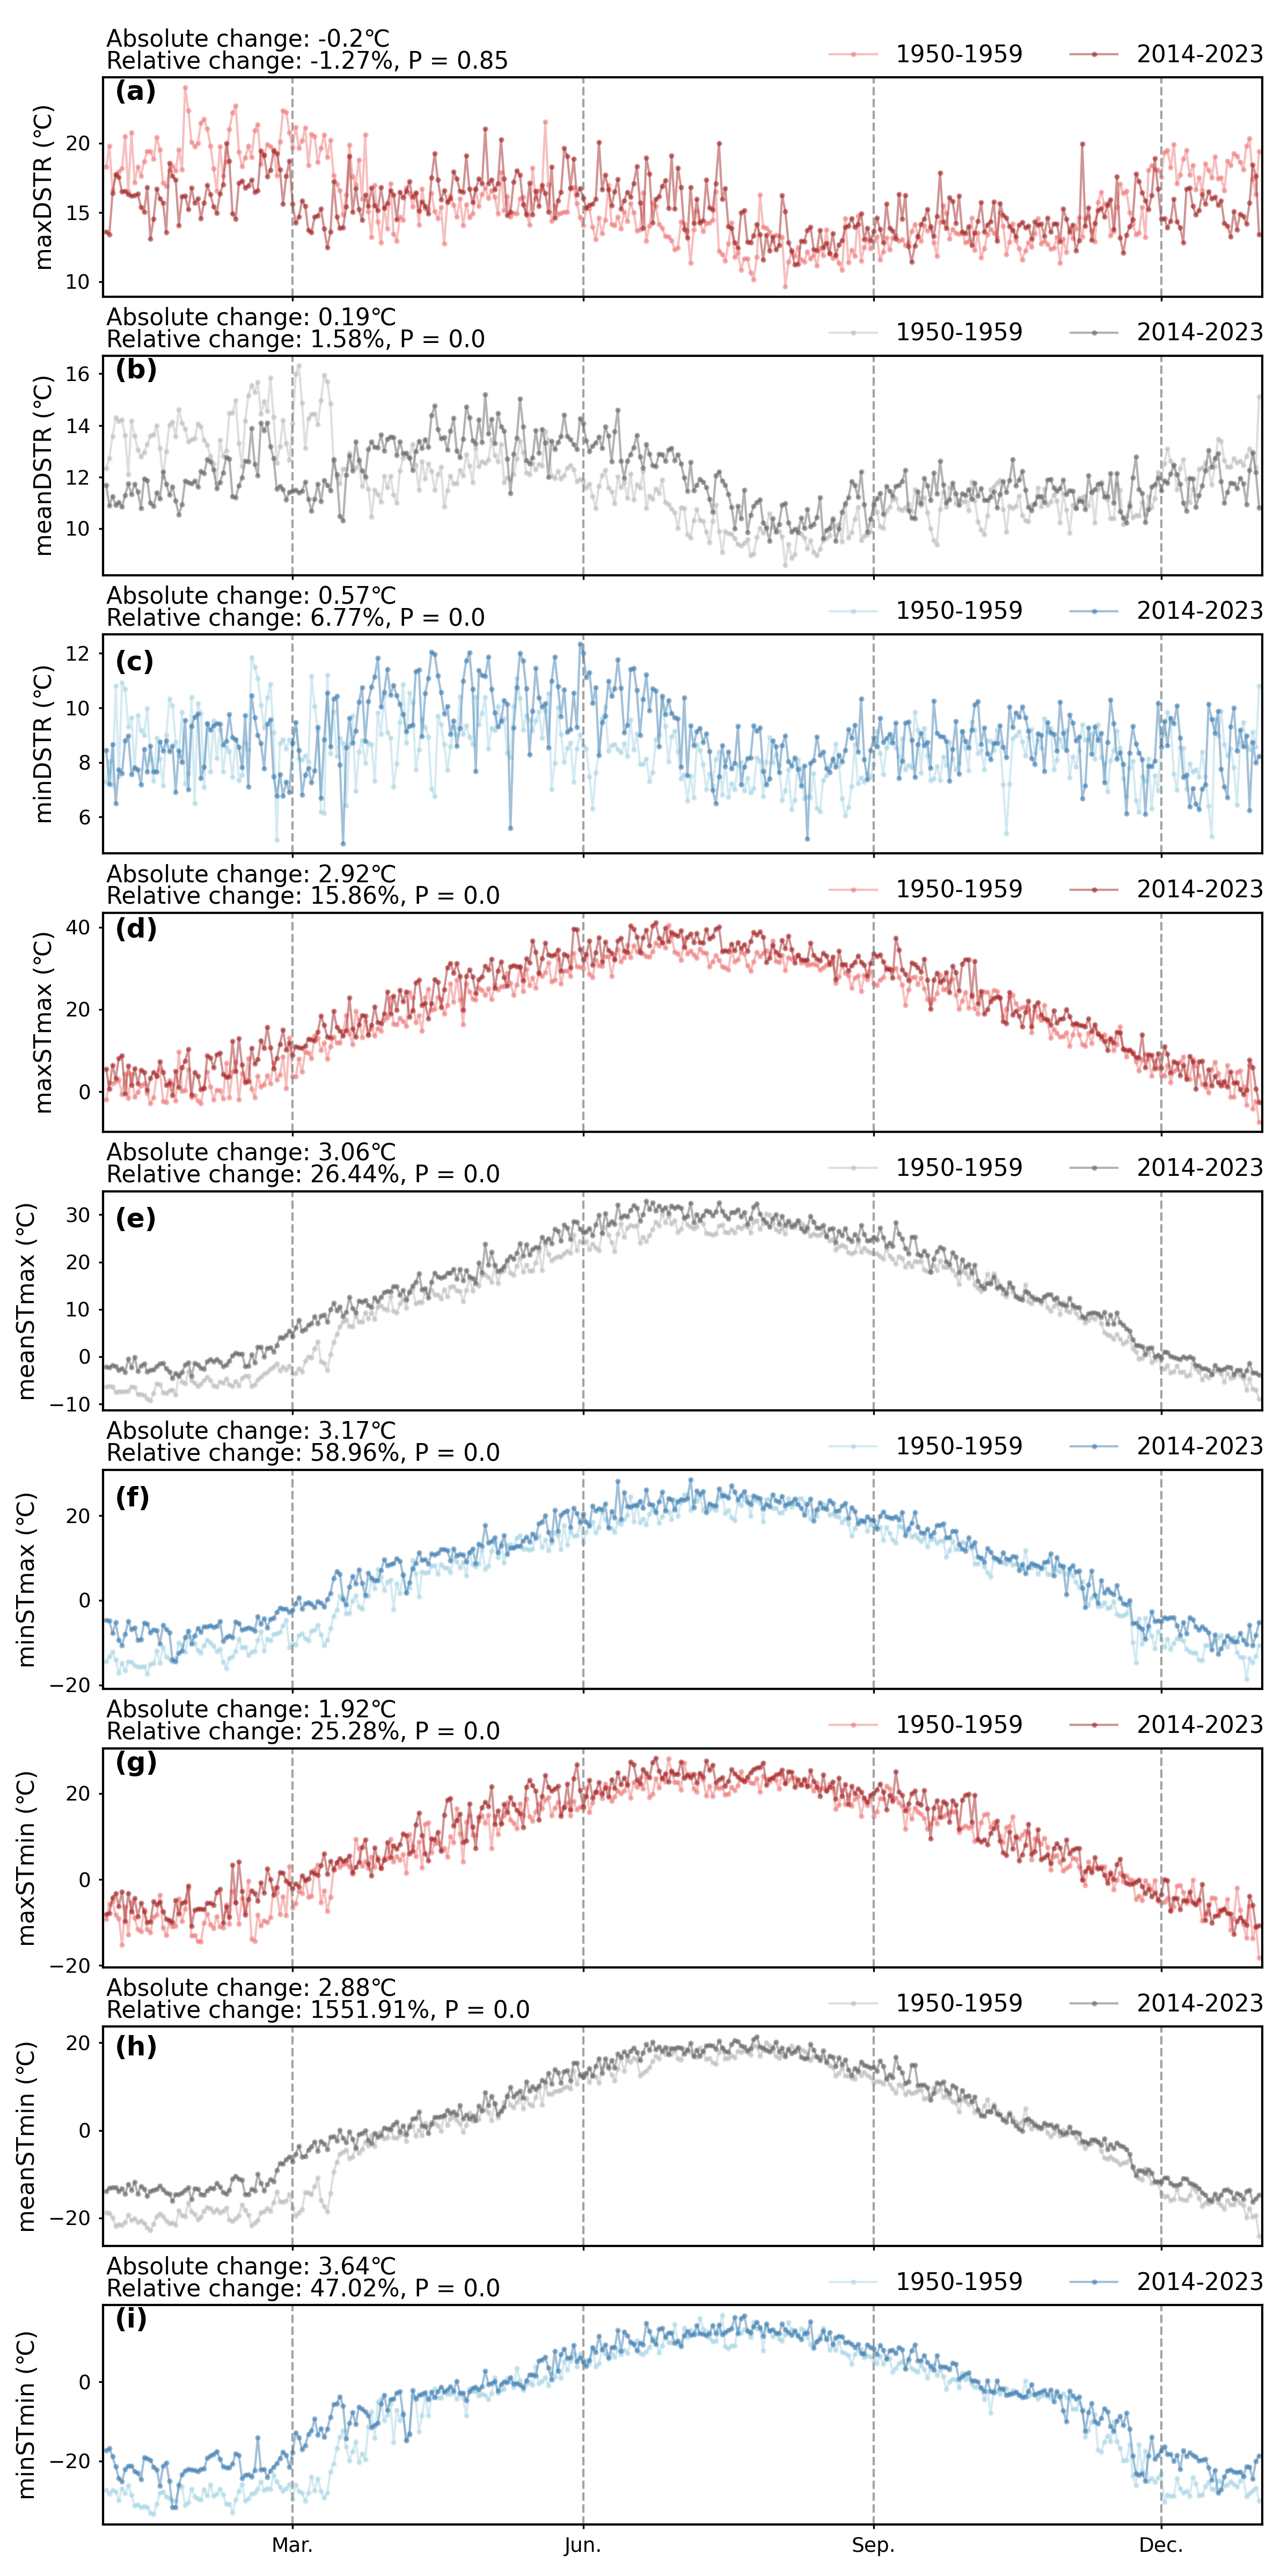 Absolute change: -0.2℃
Relative change: -1.27%, P = 0.85
1950-1959 2014-2023
(a)
maxDSTR (℃)
20
15
10
Absolute change: 0.19℃
Relative change: 1.58%, P = 0.0
1950-1959 2014-2023
(b)
meanDSTR (℃)
16
14
12
10
Absolute change: 0.57℃
Relative change: 6.77%, P = 0.0
1950-1959 2014-2023
(c)
minDSTR (℃)
12
10
8
6
Absolute change: 2.92℃
Relative change: 15.86%, P = 0.0
1950-1959 2014-2023
(d)
maxSTmax (℃)
40
20
0
Absolute change: 3.06℃
Relative change: 26.44%, P = 0.0
1950-1959 2014-2023
(e)
meanSTmax (℃)
30
20
10
0
−10
Absolute change: 3.17℃
Relative change: 58.96%, P = 0.0
1950-1959 2014-2023
(f)
minSTmax (℃)
20
0
−20
Absolute change: 1.92℃
Relative change: 25.28%, P = 0.0
1950-1959 2014-2023
(g)
maxSTmin (℃)
20
0
−20
Absolute change: 2.88℃
Relative change: 1551.91%, P = 0.0
1950-1959 2014-2023
(h)
meanSTmin (℃)
20
0
−20
Absolute change: 3.64℃
Relative change: 47.02%, P = 0.0
1950-1959 2014-2023
(i)
minSTmin (℃)
0
−20
Mar. Jun. Sep. Dec.